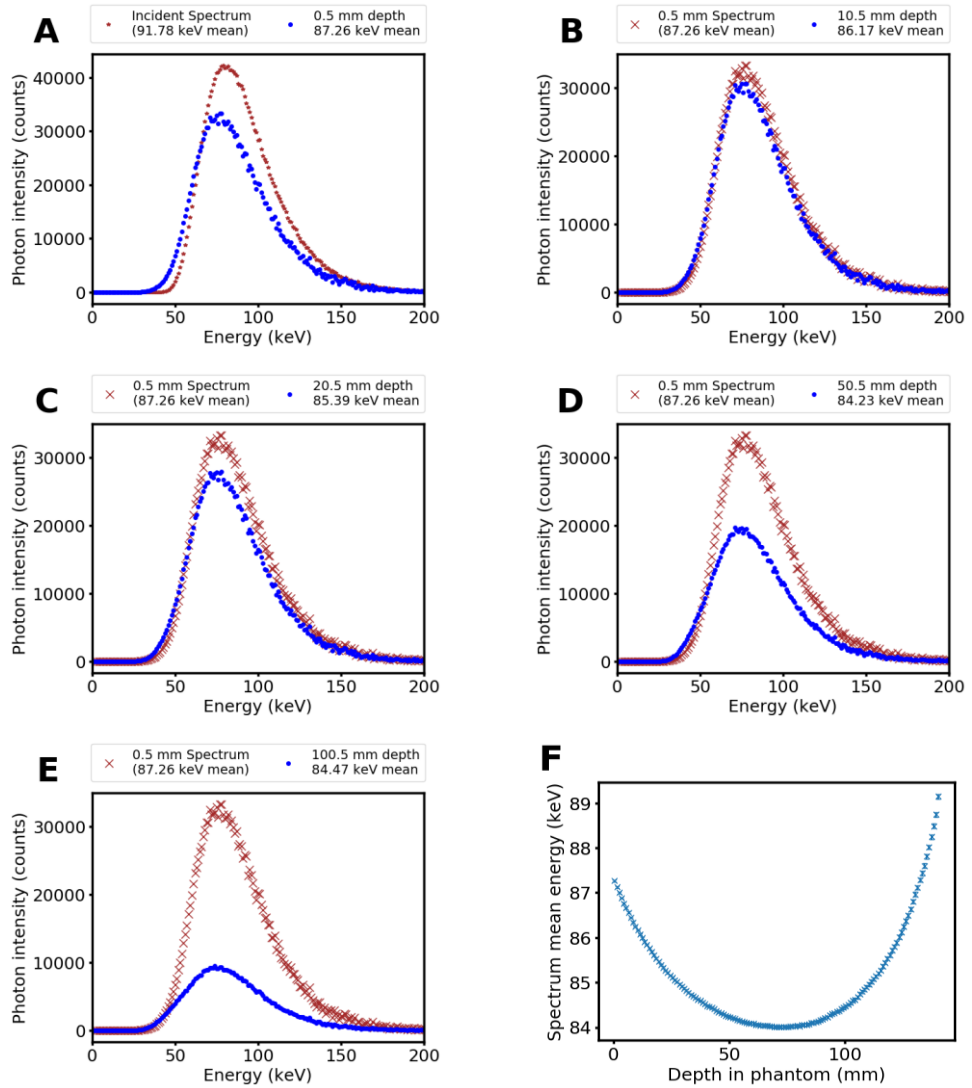 A
Incident Spectrum
(91.78 keV mean)
0.5 mm depth
87.26 keV mean
Photon intensity (counts)
40000
30000
20000
10000
0
0 50 100 150 200
Energy (keV)
B
0.5 mm Spectrum
(87.26 keV mean)
10.5 mm depth
86.17 keV mean
Photon intensity (counts)
30000
20000
10000
0
0 50 100 150 200
Energy (keV)
C
0.5 mm Spectrum
(87.26 keV mean)
20.5 mm depth
85.39 keV mean
Photon intensity (counts)
30000
20000
10000
0
0 50 100 150 200
Energy (keV)
D
0.5 mm Spectrum
(87.26 keV mean)
50.5 mm depth
84.23 keV mean
Photon intensity (counts)
30000
20000
10000
0
0 50 100 150 200
Energy (keV)
E
0.5 mm Spectrum
(87.26 keV mean)
100.5 mm depth
84.47 keV mean
Photon intensity (counts)
30000
20000
10000
0
0 50 100 150 200
Energy (keV)
F
Spectrum mean energy (keV)
89
88
87
86
85
84
0 50 100
Depth in phantom (mm)